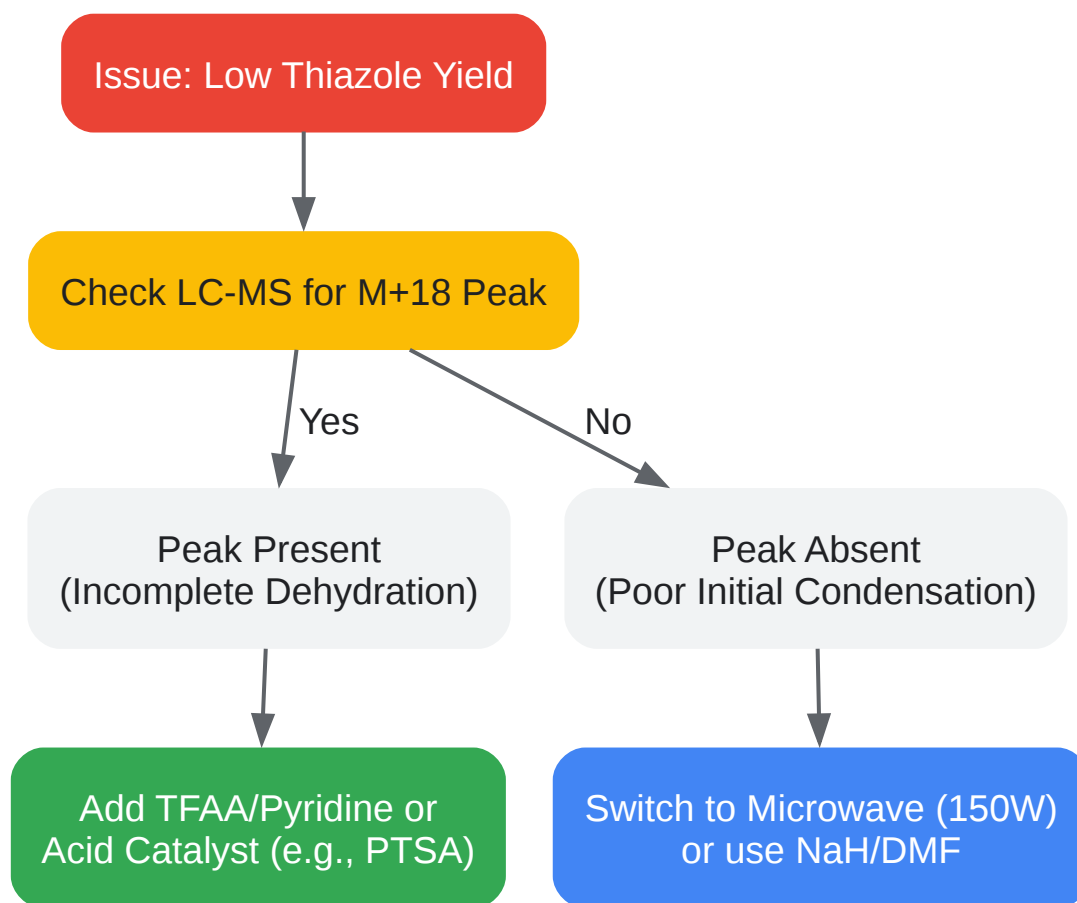 Issue: Low Thiazole Yield
Check LC-MS for M+18 Peak
Yes
No
Peak Present
(Incomplete Dehydration)
Peak Absent
(Poor Initial Condensation)
Add TFAA/Pyridine or
Acid Catalyst (e.g., PTSA)
Switch to Microwave (150W)
or use NaH/DMF